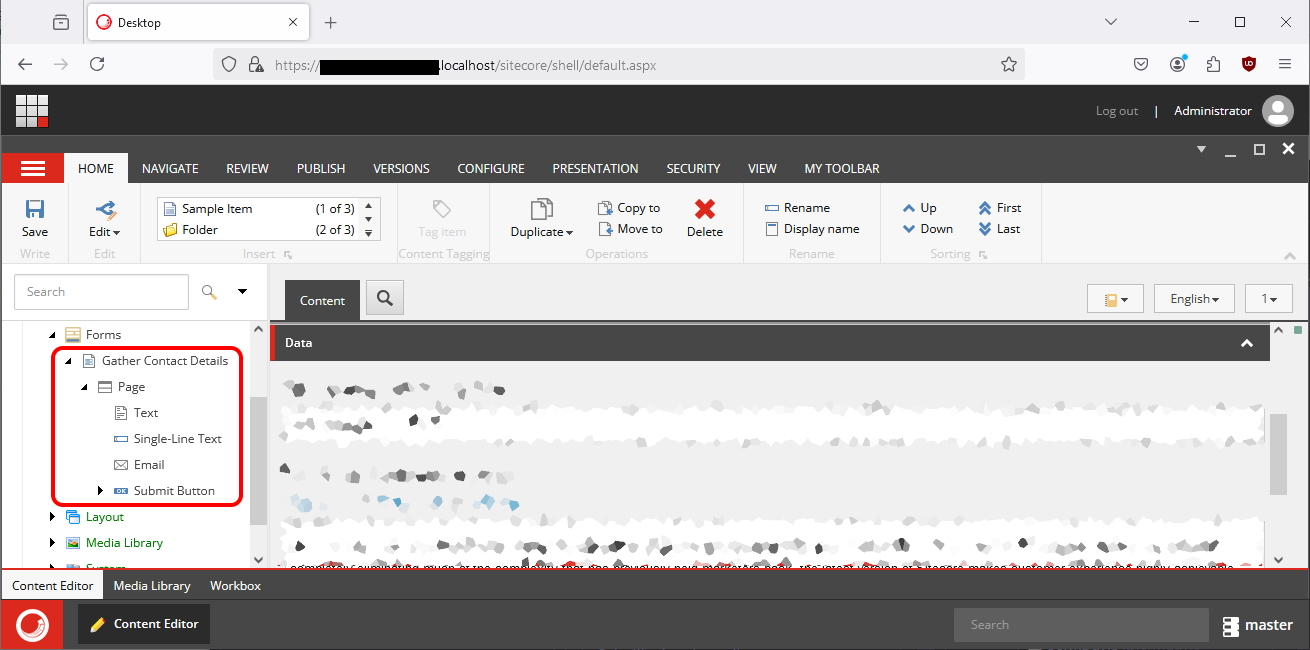 Desktop
https:// .localhost/sitecore/shell/default.aspx
Log out | Administrator
HOME NAVIGATE REVIEW PUBLISH VERSIONS CONFIGURE PRESENTATION SECURITY VIEW MY TOOLBAR
Sample Item (1 of 3) Copy to Rename Up First
Save Edit Folder (2 of 3) Tag item Duplicate Move to Delete Display name Down Last
Write Edit Insert Content Tagging Operations Rename Sorting
Search Content English 1
Forms Data
Gather Contact Details
Page
Text
Single-Line Text
Email
OK Submit Button
Layout
Media Library
Content Editor Media Library Workbox
Content Editor Search master